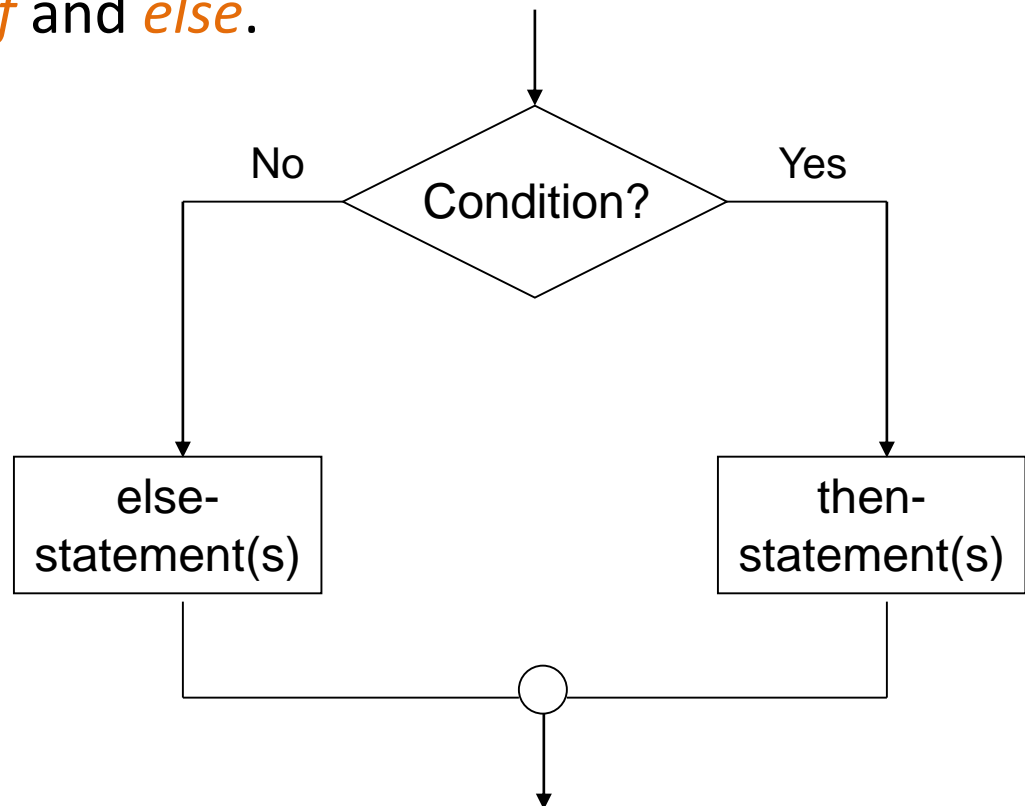 and else.
No
Yes
Condition?
else-
statement(s)
then-
statement(s)